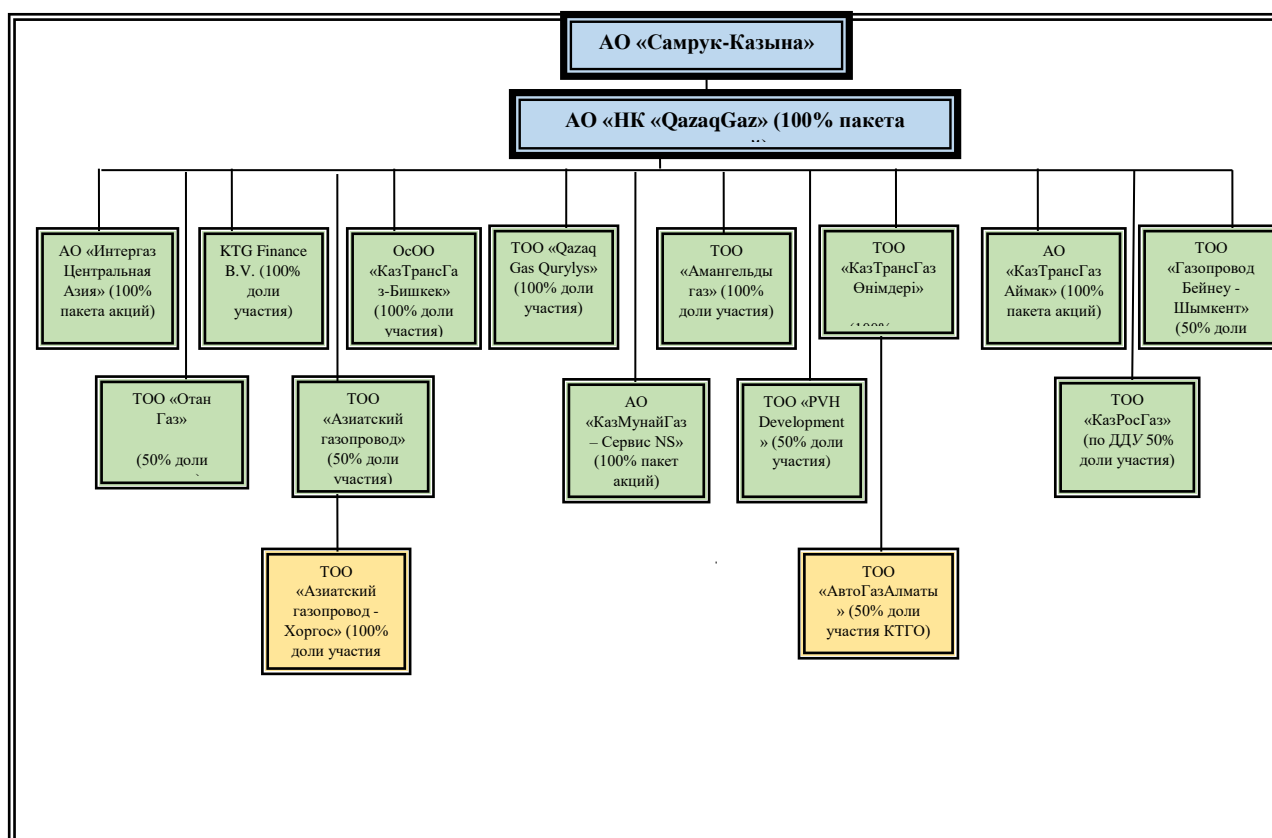 АО «Самрук-Казына»
АО «НК «QazaqGaz» (100% пакета
АО «Интергаз
Центральная
Азия» (100%
пакета акций)
KTG Finance
B.V. (100%
доли
участия)
ОсОО
«КазТрансГа
з-Бишкек»
(100% доли
участия)
ТОО «Qazaq
Gas Qurylys»
(100% доли
участия)
ТОО
«Амангельды
газ» (100%
доли участия)
ТОО
«КазТрансГаз
Өнімдері»
(100%
АО
«КазТрансГаз
Аймак» (100%
пакета акций)
ТОО
«Газопровод
Бейнеу -
Шымкент»
(50% доли
ТОО «Отан
Газ»
(50% доли
ТОО
«Азиатский
газопровод»
(50% доли
участия)
АО
«КазМунайГаз
– Сервис NS»
(100% пакет
акций)
ТОО «PVH
Development
» (50% доли
участия)
ТОО
«КазРосГаз»
(по ДДУ 50%
доли участия)
ТОО
«Азиатский
газопровод -
Хоргос» (100%
доли участия
ТОО
«АвтоГазАлматы
» (50% доли
участия КТГО)